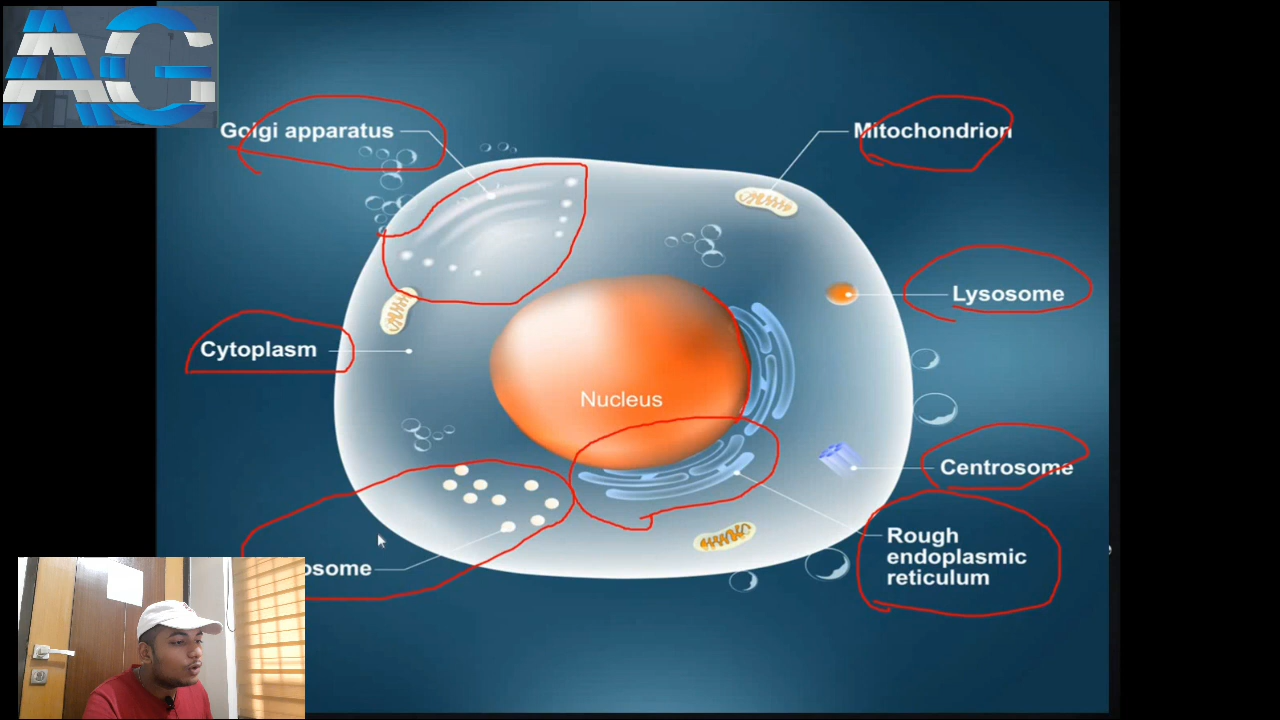 AG
Golgi apparatus
Mitochondrion
Lysosome
Cytoplasm
Nucleus
Centrosome
Rough
endoplasmic
reticulum
osome